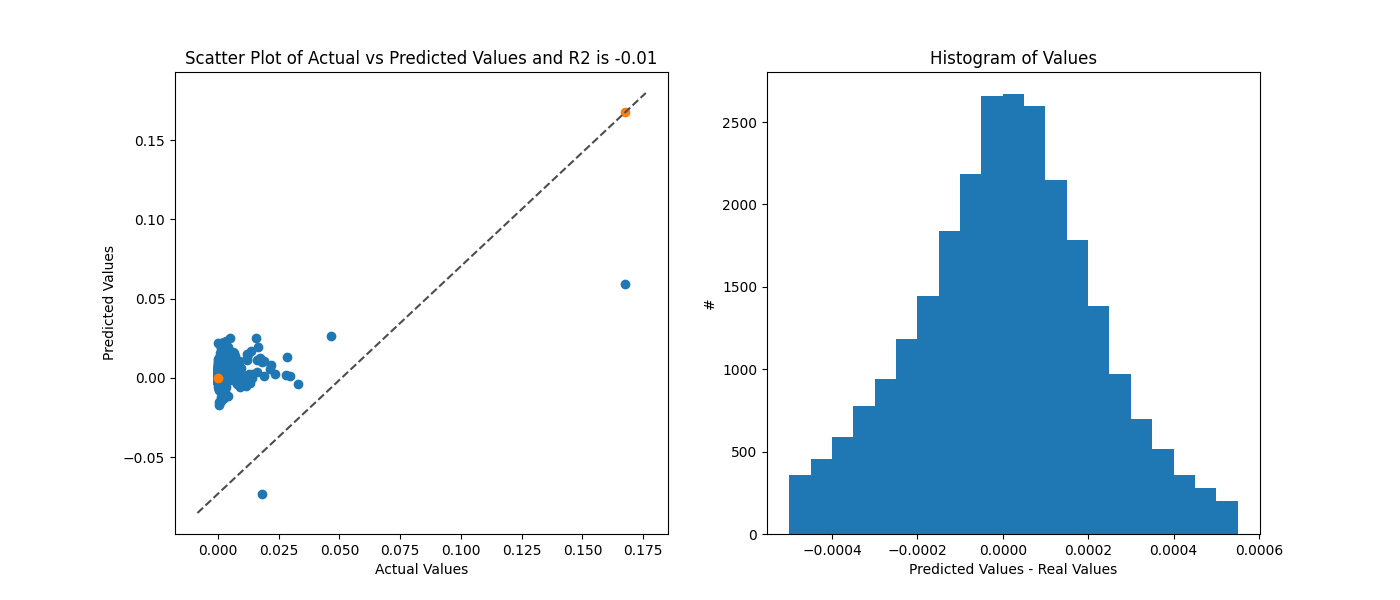 Scatter Plot of Actual vs Predicted Values and R2 is -0.01
Predicted Values
0.15
0.10
0.05
0.00
−0.05
0.000 0.025 0.050 0.075 0.100 0.125 0.150 0.175
Actual Values
Histogram of Values
#
2500
2000
1500
1000
500
0
−0.0004 −0.0002 0.0000 0.0002 0.0004 0.0006
Predicted Values - Real Values